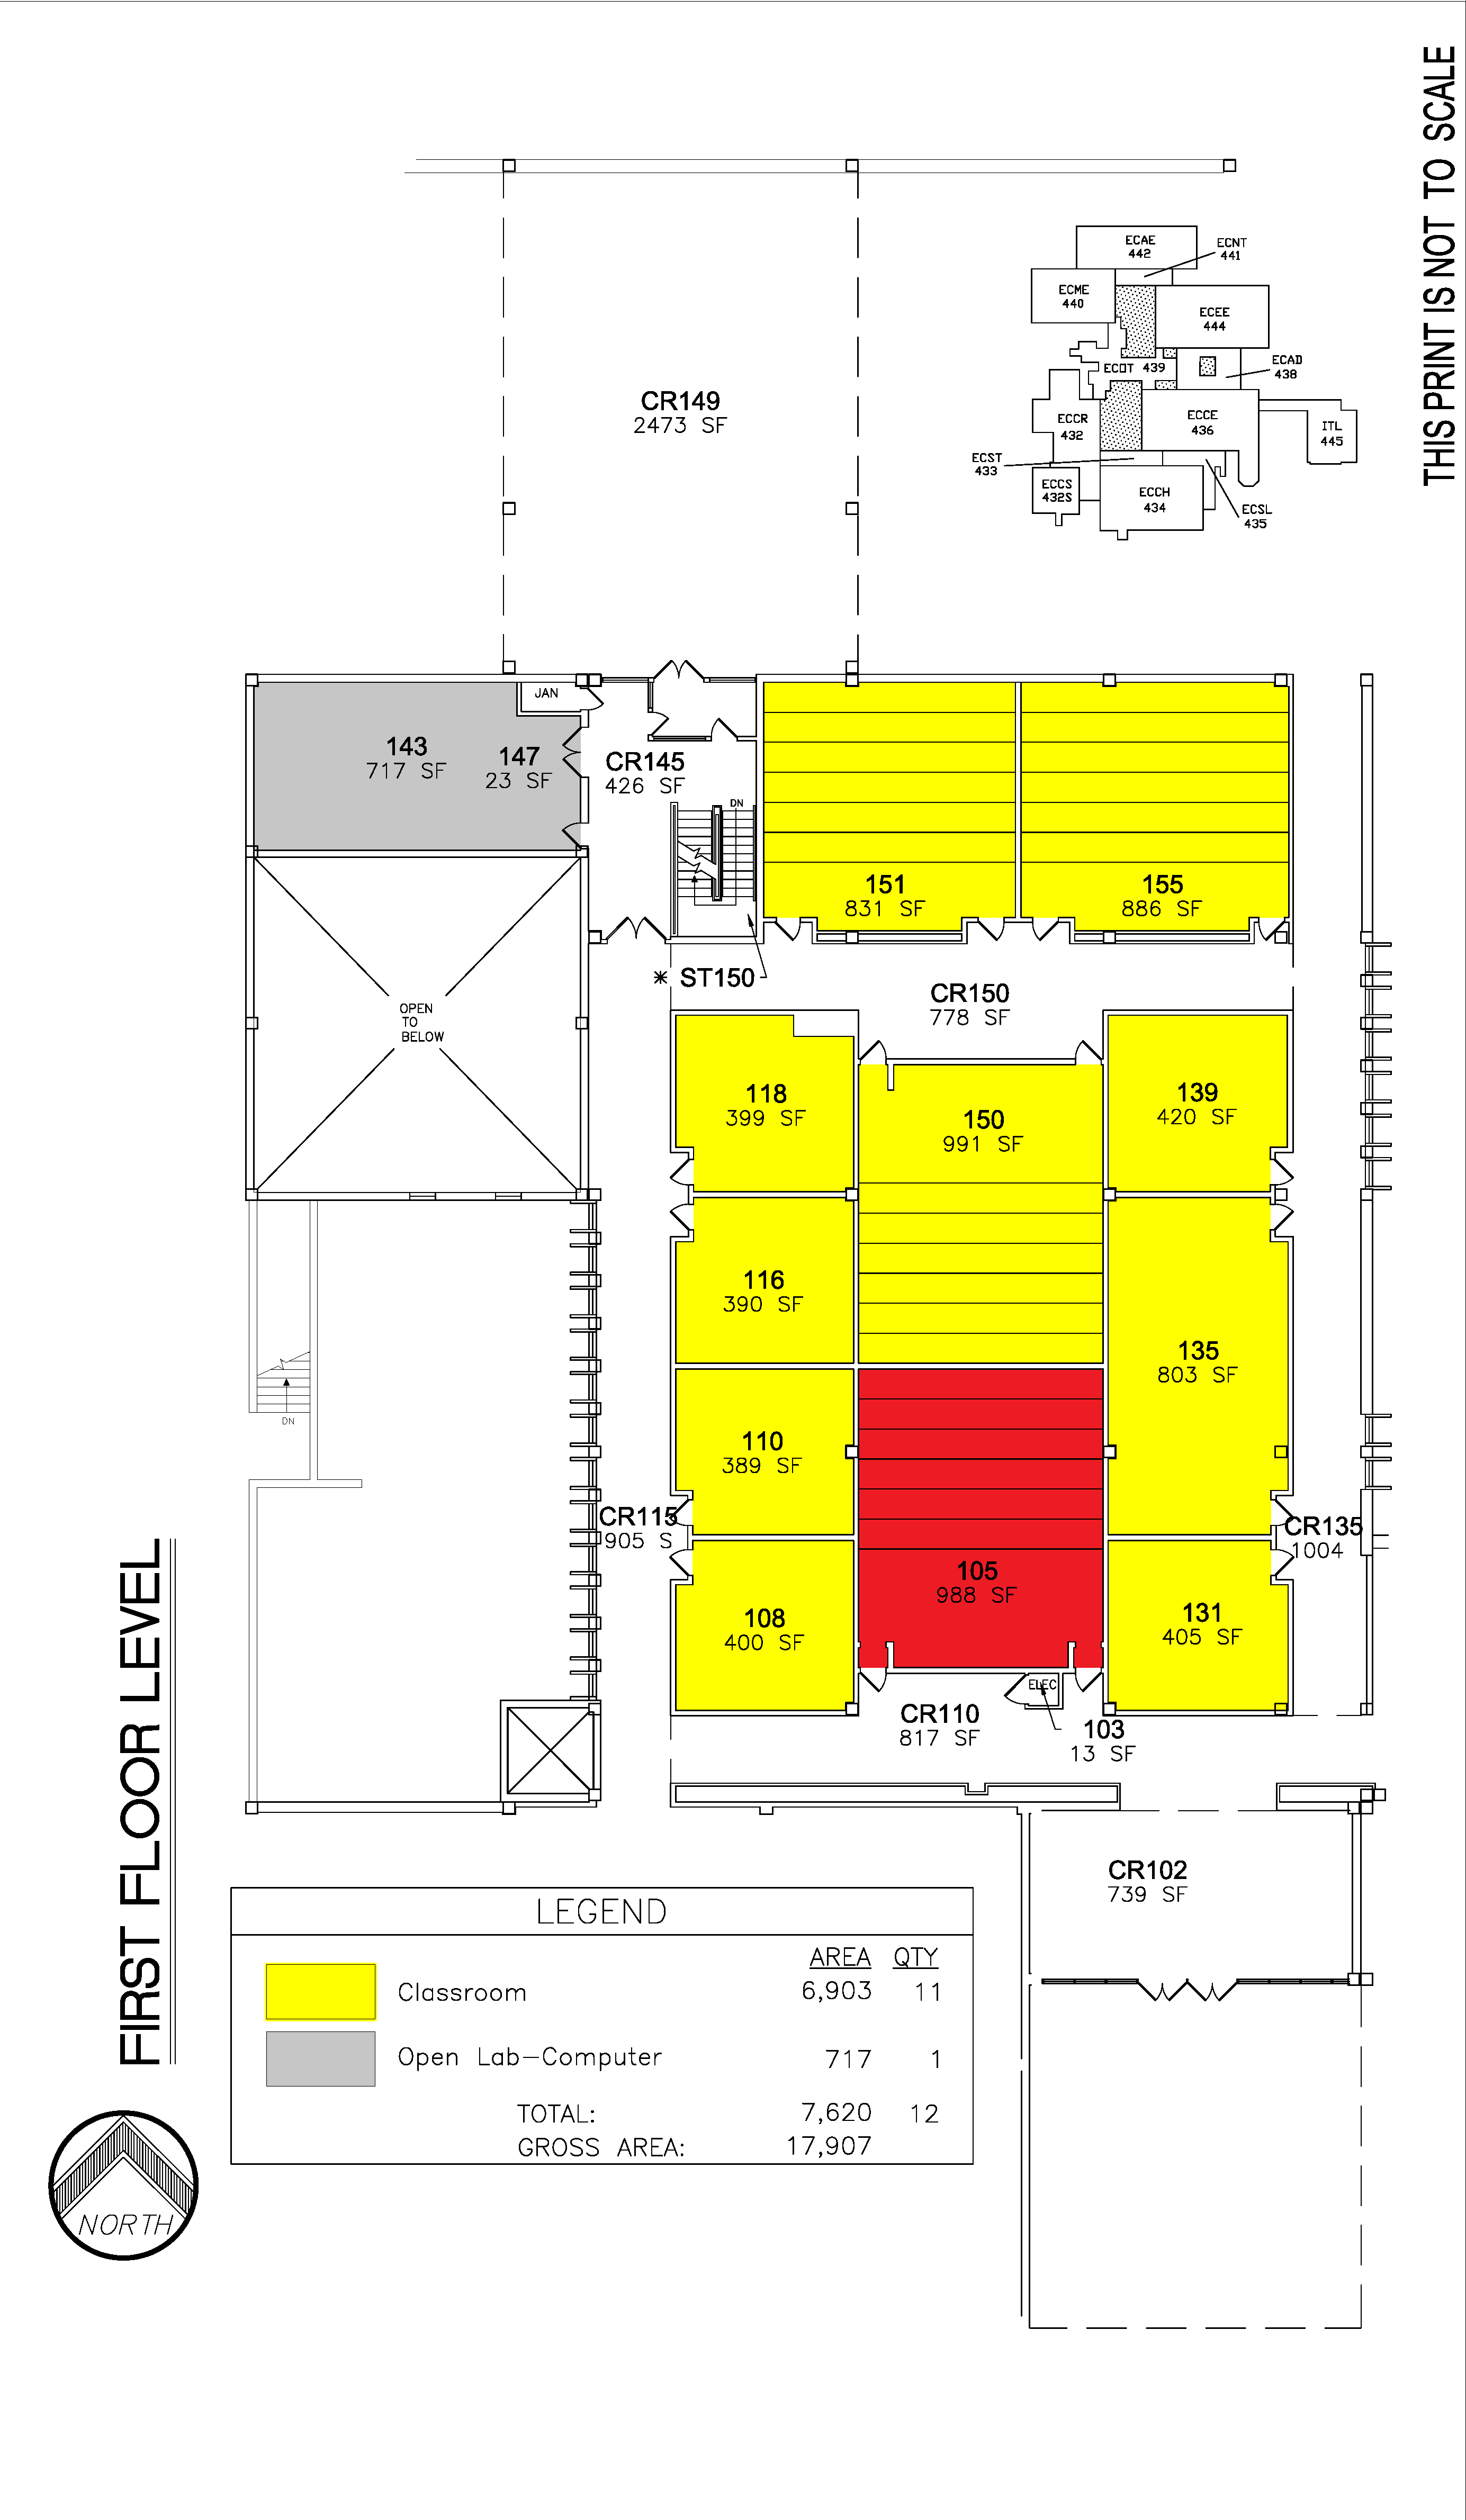 THIS PRINT IS NOT TO SCALE
ECAE
442
ECNT
441
ECME
440
ECEE
444
ECOT 439
ECAD
438
ECCR
432
ECCE
436
ITL
445
ECST
433
ECCS
432S
ECCH
434
ECSL
435
CR149
2473 SF
JAN
143
717 SF
147
23 SF
CR145
426 SF
DN
151
831 SF
155
886 SF
* ST150
CR150
778 SF
OPEN
TO
BELOW
118
399 SF
150
991 SF
139
420 SF
116
390 SF
135
803 SF
DN
110
389 SF
CR115
905 S
CR135
1004
105
988 SF
108
400 SF
131
405 SF
ELEC
CR110
817 SF
103
13 SF
CR102
739 SF
FIRST FLOOR LEVEL
LEGEND
AREA QTY
Classroom 6,903 11
Open Lab-Computer 717 1
TOTAL: 7,620 12
GROSS AREA: 17,907
NORTH